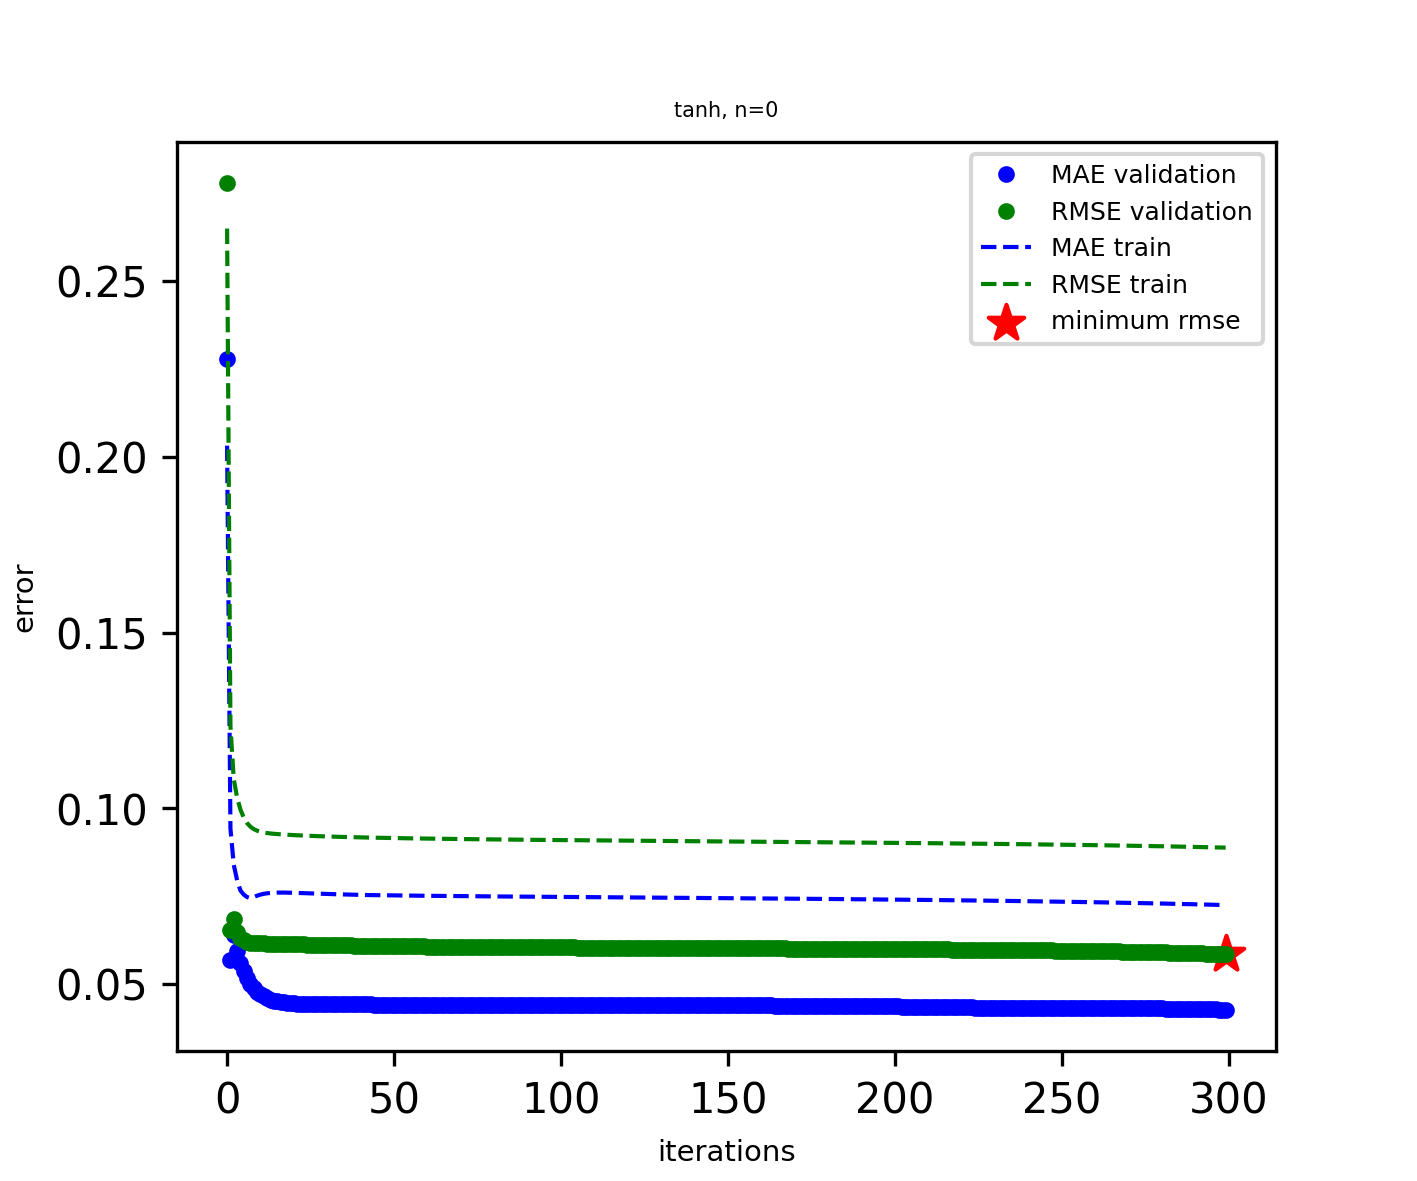 tanh, n=0
MAE validation
RMSE validation
MAE train
RMSE train
minimum rmse
error
0.25
0.20
0.15
0.10
0.05
0 50 100 150 200 250 300
iterations